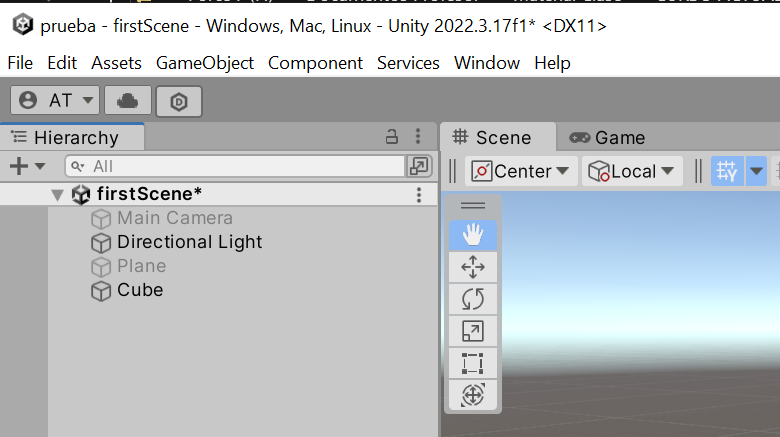 prueba - firstScene - Windows, Mac, Linux - Unity 2022.3.17f1* <DX11>
File Edit Assets GameObject Component Services Window Help
AT
Hierarchy
Scene Game
All
Center Local
firstScene*
Main Camera
Directional Light
Plane
Cube